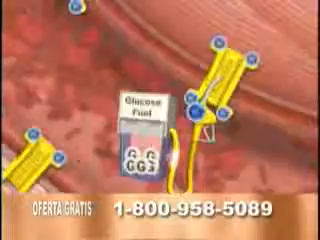 Glucose
Fuel
G G
G G G
OFERTA GRATIS 1-800-958-5089